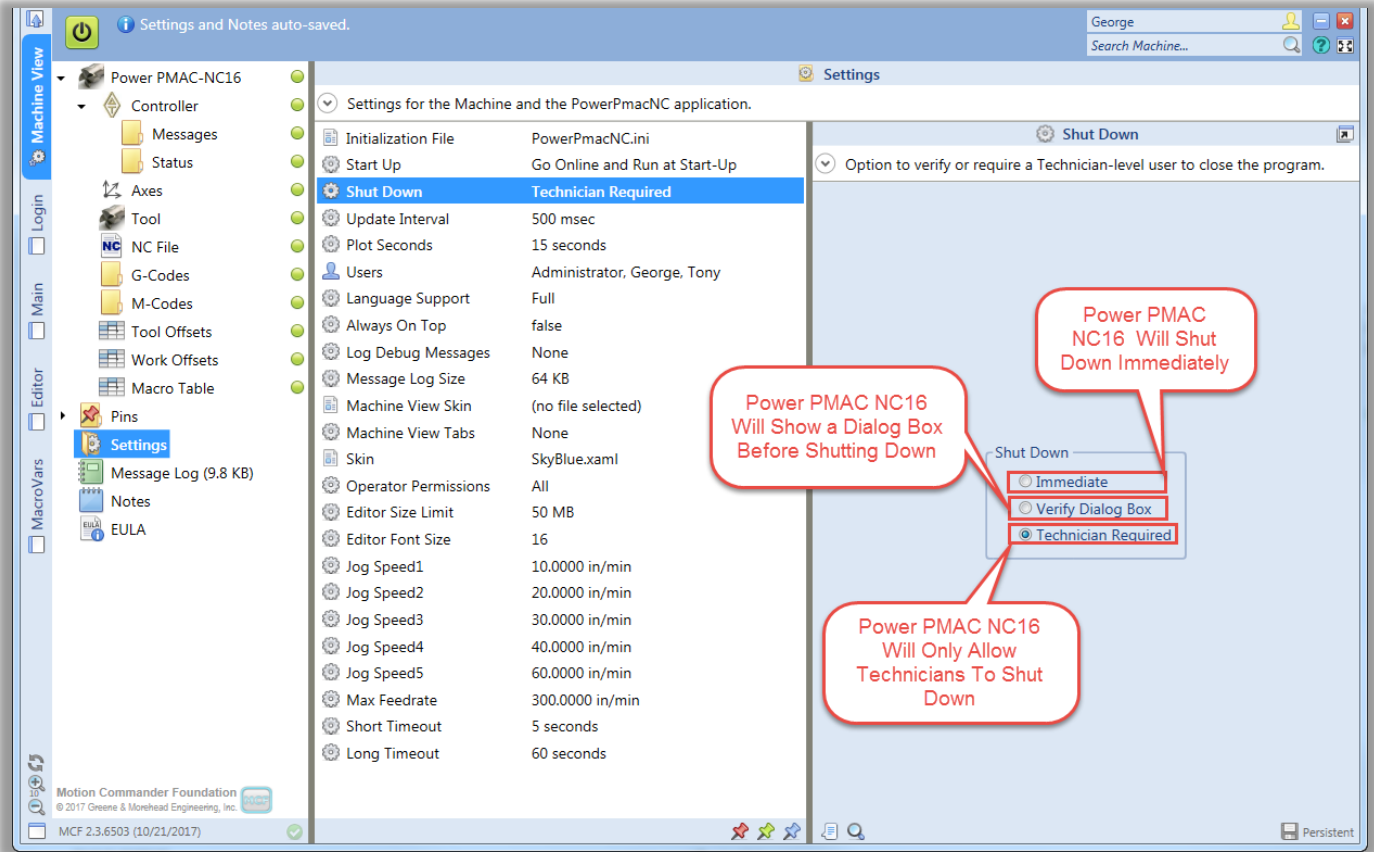 Settings and Notes auto-saved.
George
Search Machine...
Machine View
Login
Main
Editor
MacroVars
Power PMAC-NC16
Controller
Messages
Status
Axes
Tool
NC
NC File
G-Codes
M-Codes
Tool Offsets
Work Offsets
Macro Table
Pins
Settings
Message Log (9.8 KB)
Notes
EULA
EULA
Motion Commander Foundation
© 2017 Greene & Morehead Engineering, Inc.
MCF 2.3.6503 (10/21/2017)
10
Settings
Settings for the Machine and the PowerPmacNC application.
Initialization File PowerPmacNC.ini
Start Up Go Online and Run at Start-Up
Shut Down Technician Required
Update Interval 500 msec
Plot Seconds 15 seconds
Users Administrator, George, Tony
Language Support Full
Always On Top false
Log Debug Messages None
Message Log Size 64 KB
Machine View Skin (no file selected)
Machine View Tabs None
Skin SkyBlue.xaml
Operator Permissions All
Editor Size Limit 50 MB
Editor Font Size 16
Jog Speed1 10.0000 in/min
Jog Speed2 20.0000 in/min
Jog Speed3 30.0000 in/min
Jog Speed4 40.0000 in/min
Jog Speed5 60.0000 in/min
Max Feedrate 300.0000 in/min
Short Timeout 5 seconds
Long Timeout 60 seconds
Shut Down
Option to verify or require a Technician-level user to close the program.
Power PMAC
NC16 Will Shut
Down Immediately
Power PMAC NC16
Will Show a Dialog Box
Before Shutting Down
Shut Down
Immediate
Verify Dialog Box
Technician Required
Power PMAC NC16
Will Only Allow
Technicians To Shut
Down
Persistent